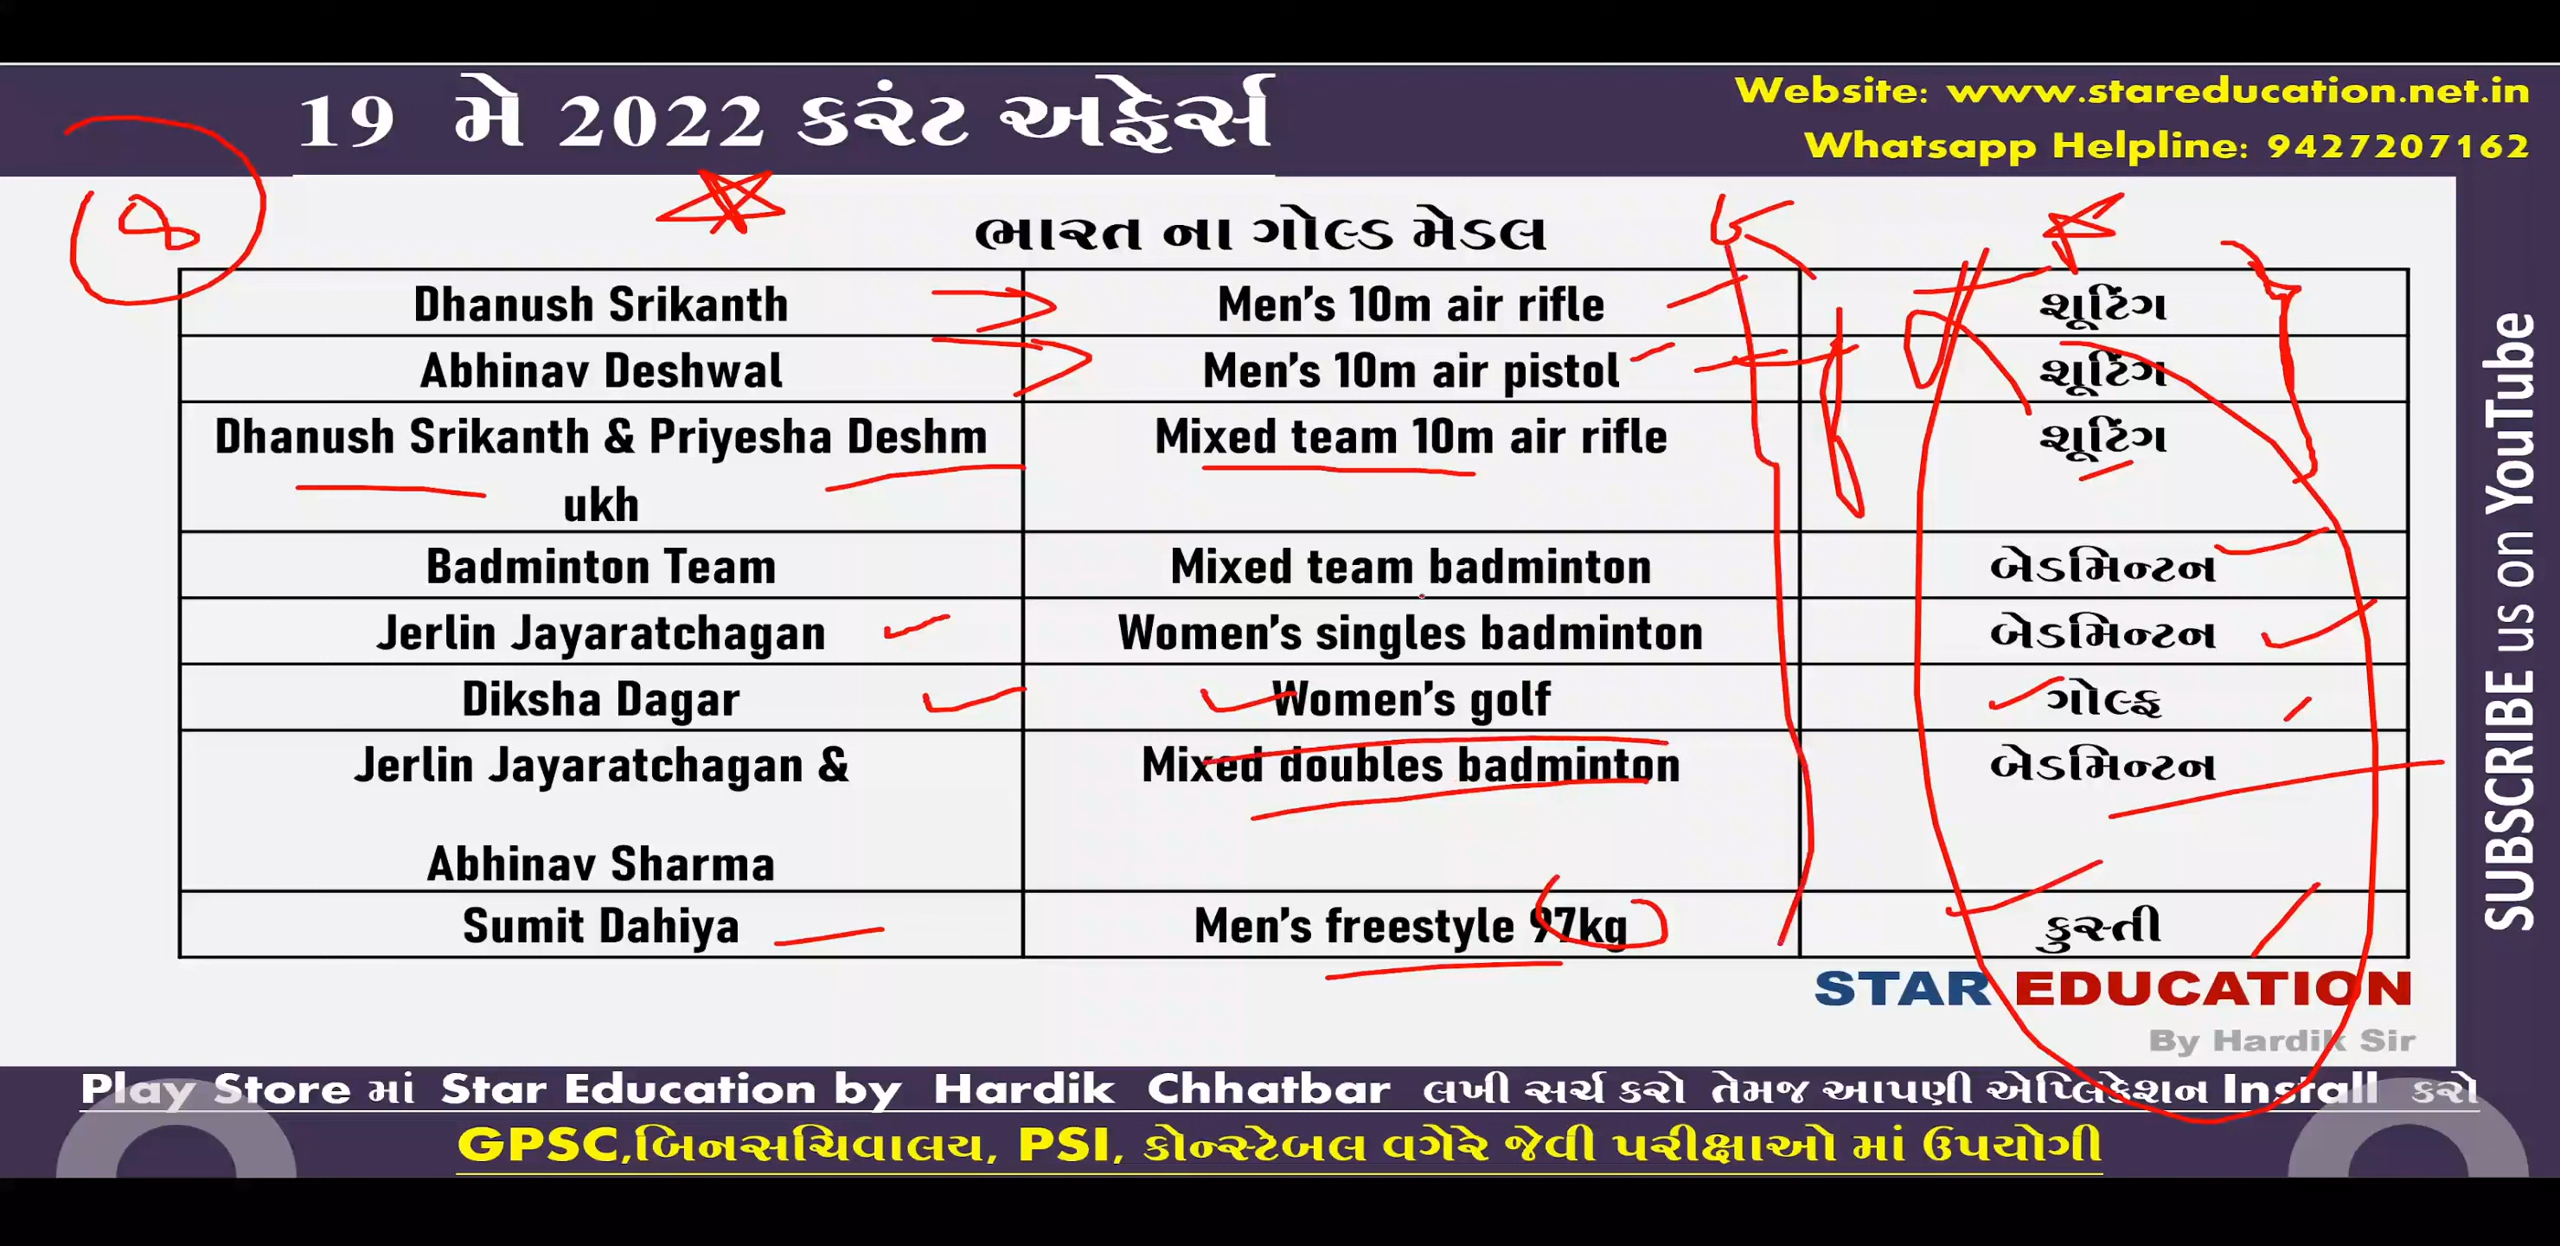 19 મે 2022 કરંટ અફેર્સ
Website: www.stareducation.net.in
Whatsapp Helpline: 9427207162
8
ભારત ના ગોલ્ડ મેડલ
Dhanush Srikanth Men’s 10m air rifle શૂટિંગ
Abhinav Deshwal Men’s 10m air pistol શૂટિંગ
Dhanush Srikanth & Priyesha Deshm Mixed team 10m air rifle શૂટિંગ
ukh
Badminton Team Mixed team badminton બેડમિન્ટન
Jerlin Jayaratchagan Women’s singles badminton બેડમિન્ટન
Diksha Dagar Women’s golf ગોલ્ફ
Jerlin Jayaratchagan & Mixed doubles badminton બેડમિન્ટન
Abhinav Sharma
Sumit Dahiya Men’s freestyle 97kg કુસ્તી
STAR EDUCATION
By Hardik Sir
SUBSCRIBE us on YouTube
Play Store માં Star Education by Hardik Chhatbar લખી સર્ચ કરો તેમજ આપણી એપ્લિકેશન Install કરો
GPSC,બિનસચિવાલય, PSI, કોન્સ્ટેબલ વગેરે જેવી પરીક્ષાઓ માં ઉપયોગી